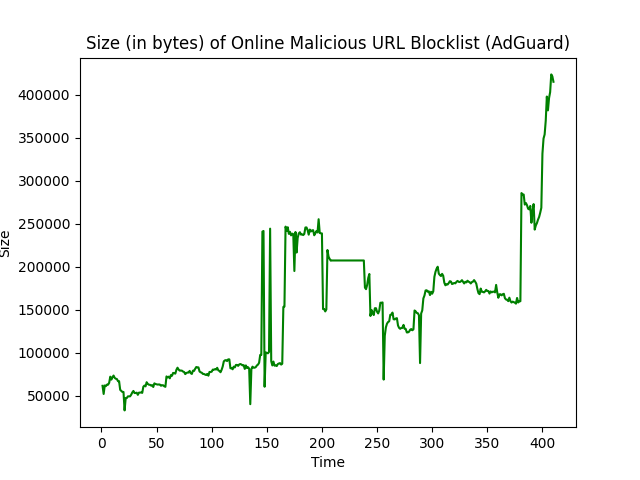 Size (in bytes) of Online Malicious URL Blocklist (AdGuard)
400000
350000
300000
250000
200000
150000
100000
50000
Size
0 50 100 150 200 250 300 350 400
Time